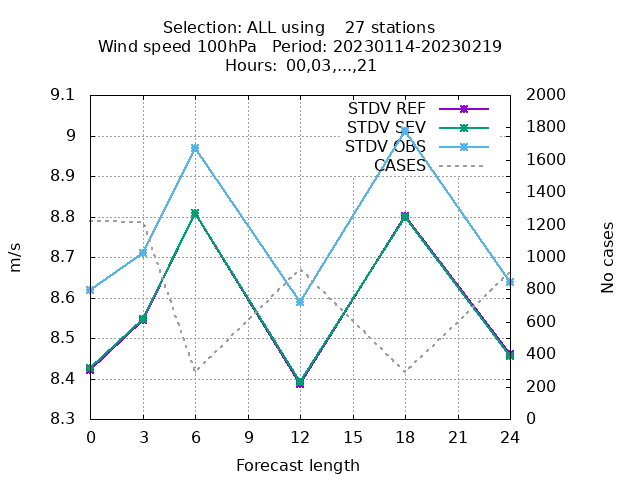 Selection: ALL using    27 stations
Wind speed 100hPa   Period: 20230114-20230219
Hours: 00,03,...,21
9.1
9
8.9
8.8
8.7
8.6
8.5
8.4
8.3
m/s
STDV REF
STDV SEV
STDV OBS
CASES
2000
1800
1600
1400
1200
1000
800
600
400
200
0
No cases
0 3 6 9 12 15 18 21 24
Forecast length